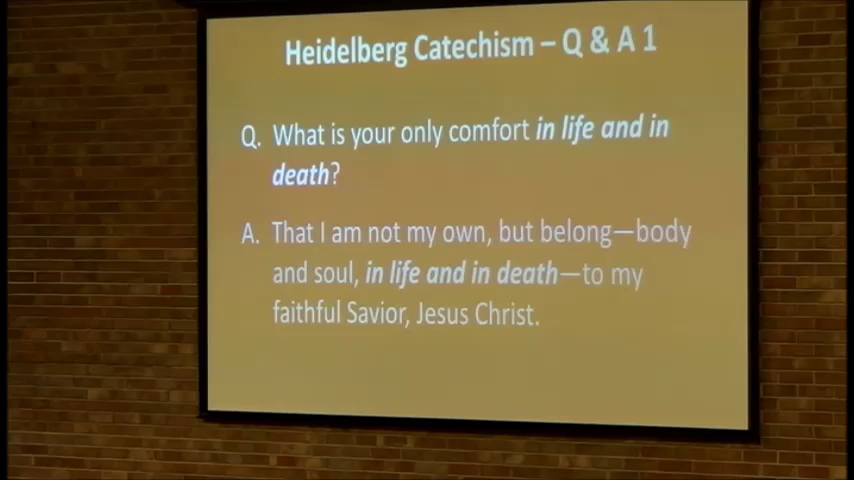 Heidelberg Catechism – Q & A 1
Q. What is your only comfort in life and in
death?
A. That I am not my own, but belong—body
and soul, in life and in death—to my
faithful Savior, Jesus Christ.